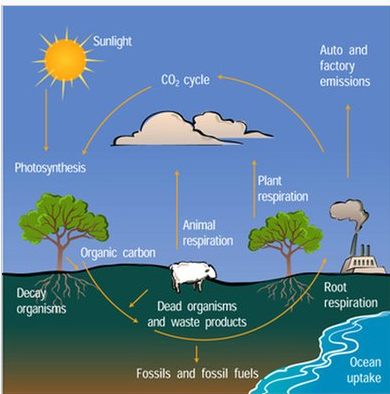 Sunlight
Auto and
factory
emissions
CO₂ cycle
Photosynthesis
Plant
respiration
Animal
respiration
Organic carbon
Decay
organisms
Dead organisms
and waste products
Root
respiration
Fossils and fossil fuels
Ocean
uptake